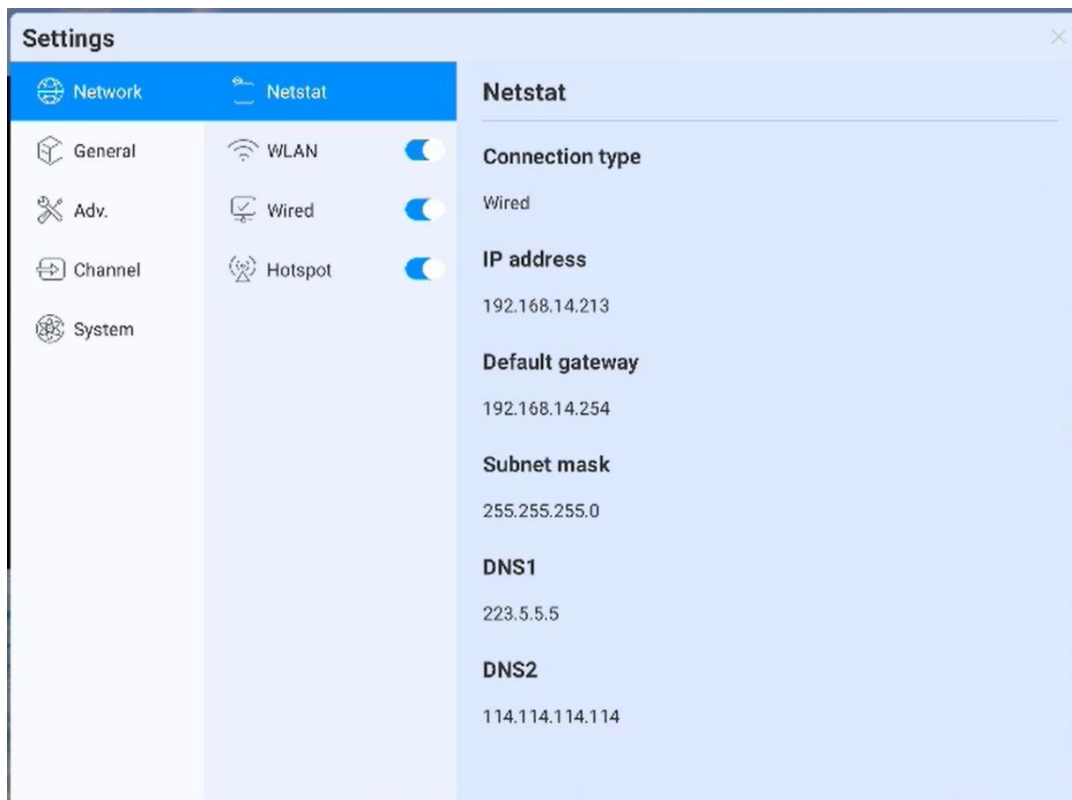 Settings
Network
General
Adv.
Channel
System
Netstat
WLAN
Wired
Hotspot
Netstat
Connection type
Wired
IP address
192.168.14.213
Default gateway
192.168.14.254
Subnet mask
255.255.255.0
DNS1
223.5.5.5
DNS2
114.114.114.114